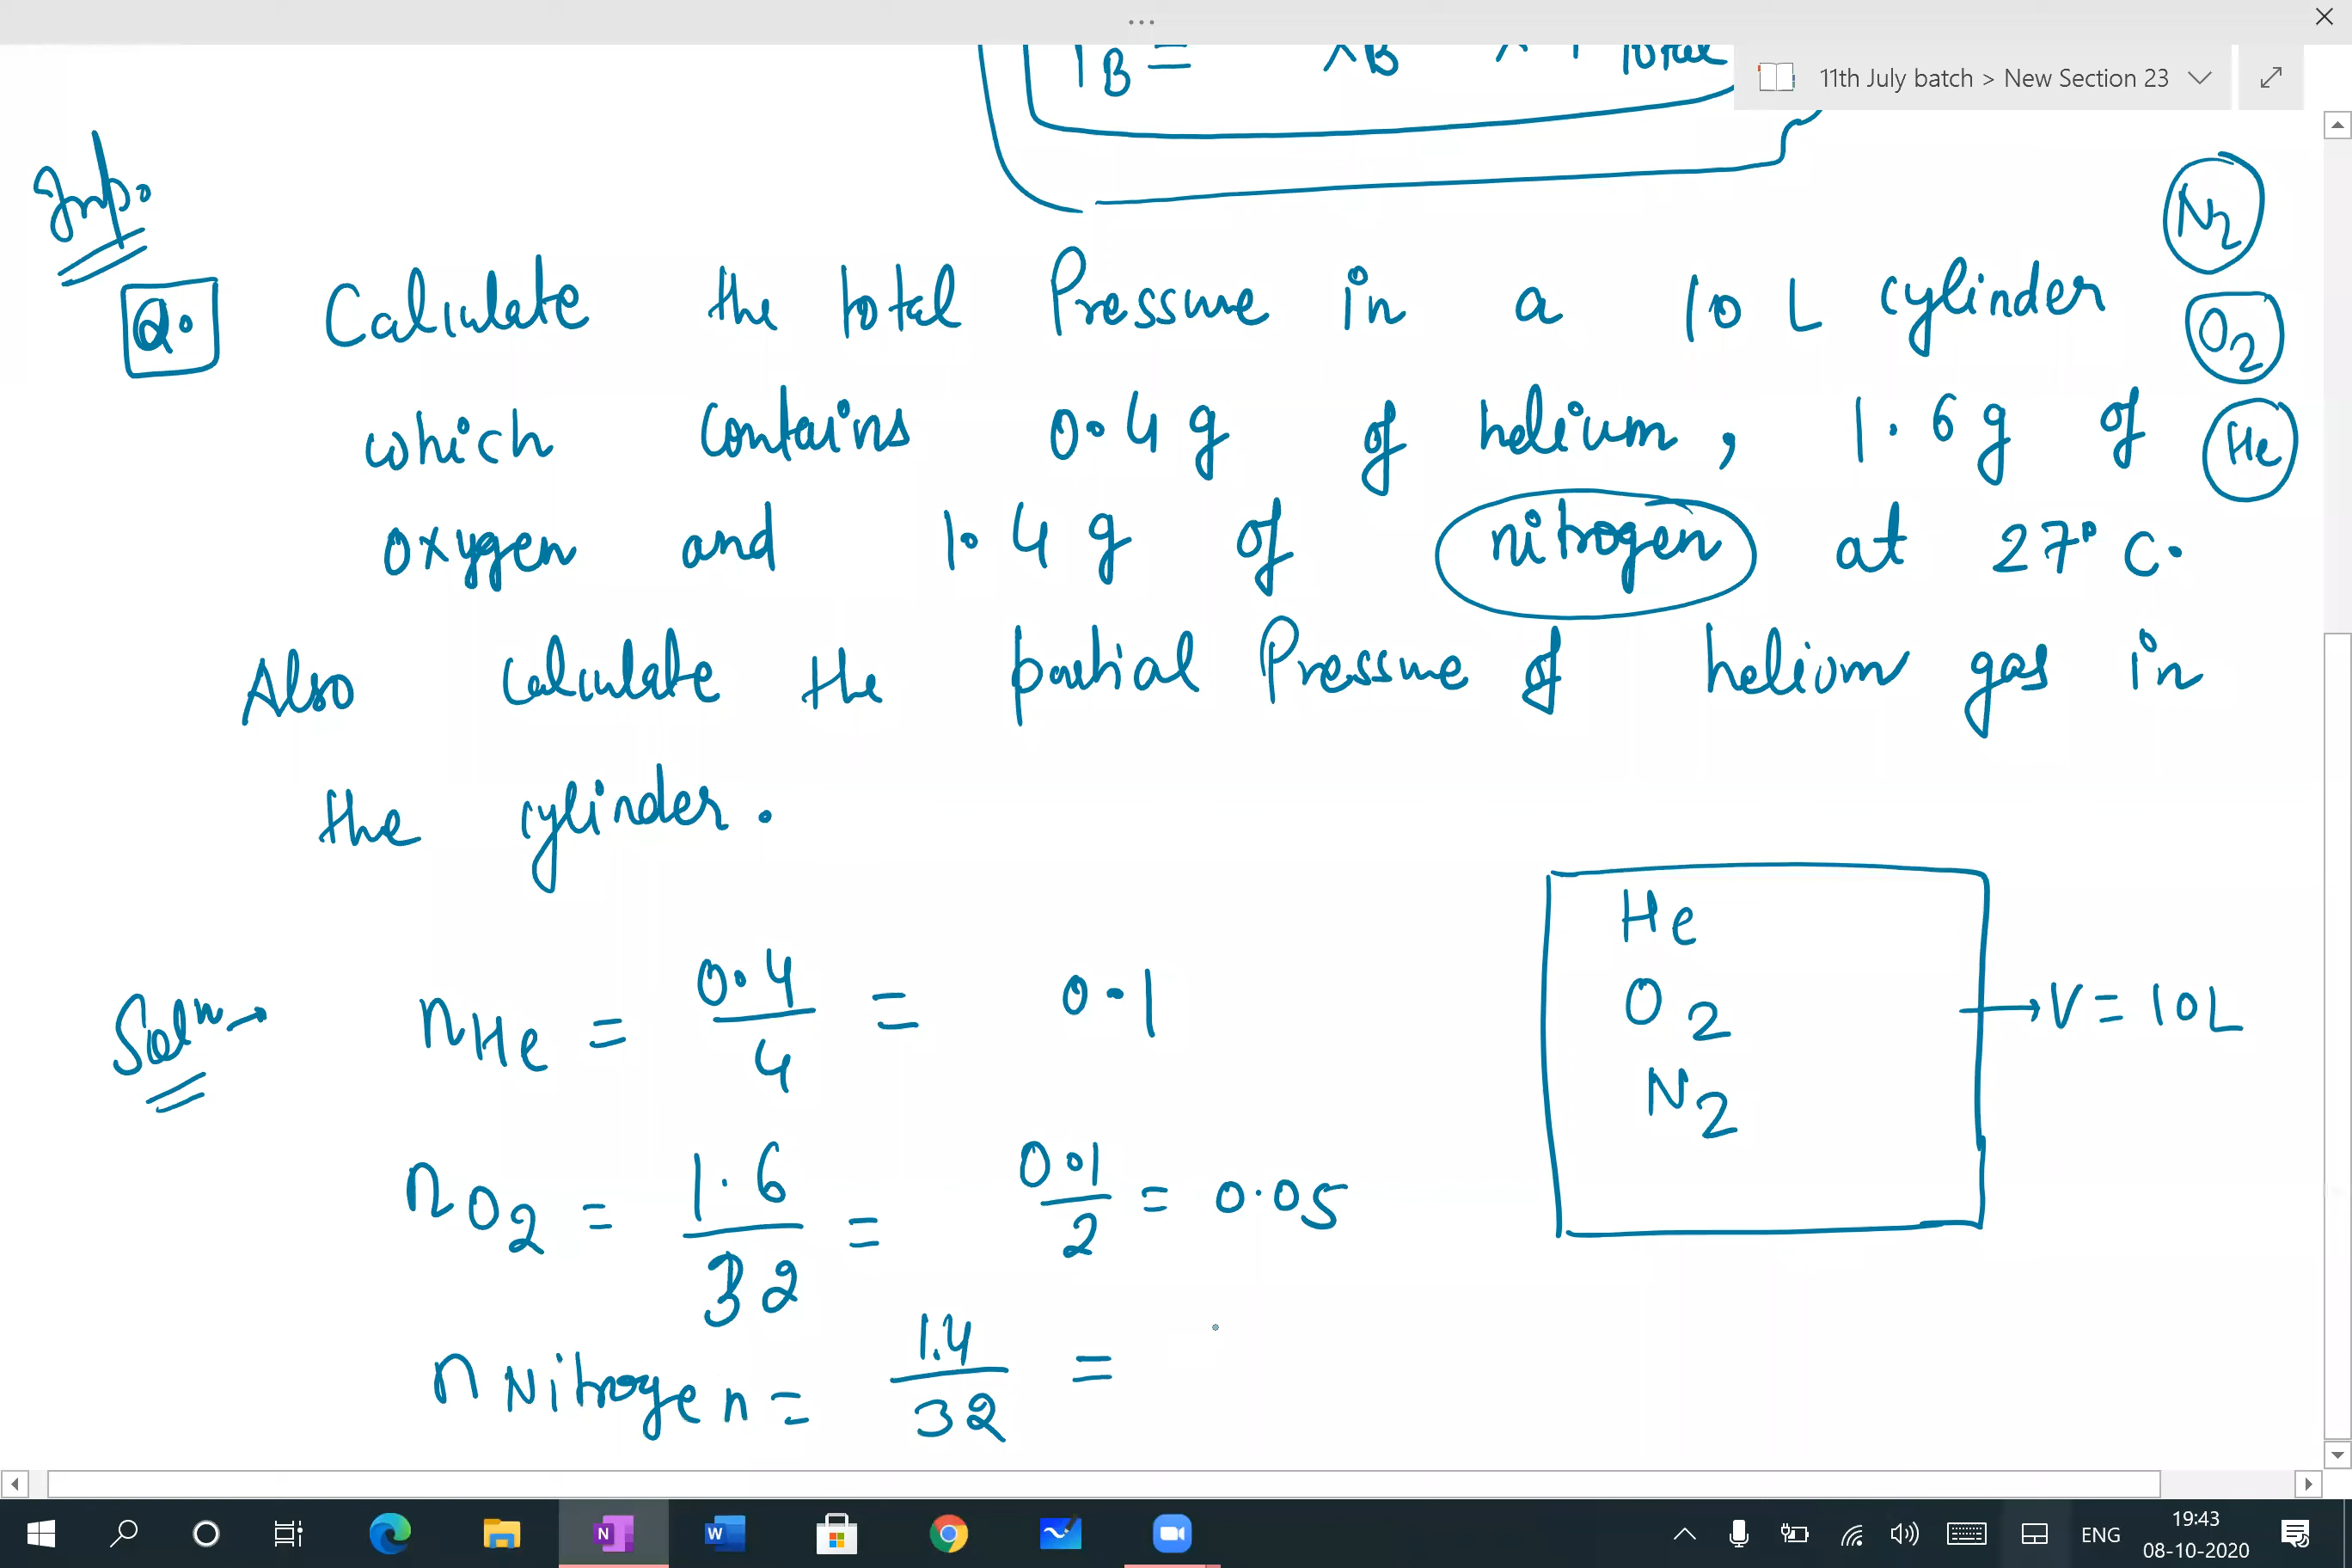 P B = xB x P Total
11th July batch > New Section 23
Imp.
N2
Q. Calculate the total Pressure in a 10 L cylinder
O2
which contains 0.4 g of helium, 1.6 g of
He
oxygen and 1.4 g of nitrogen at 27° C.
Also calculate the partial Pressure of helium gas in
the cylinder.
He
O2
N2
→ V = 10L
Soln → nHe = 0.4/4 = 0.1
nO2 = 1.6/32 = 0.1/2 = 0.05
n Nitrogen = 1.4/32 =
ENG
19:43
08-10-2020